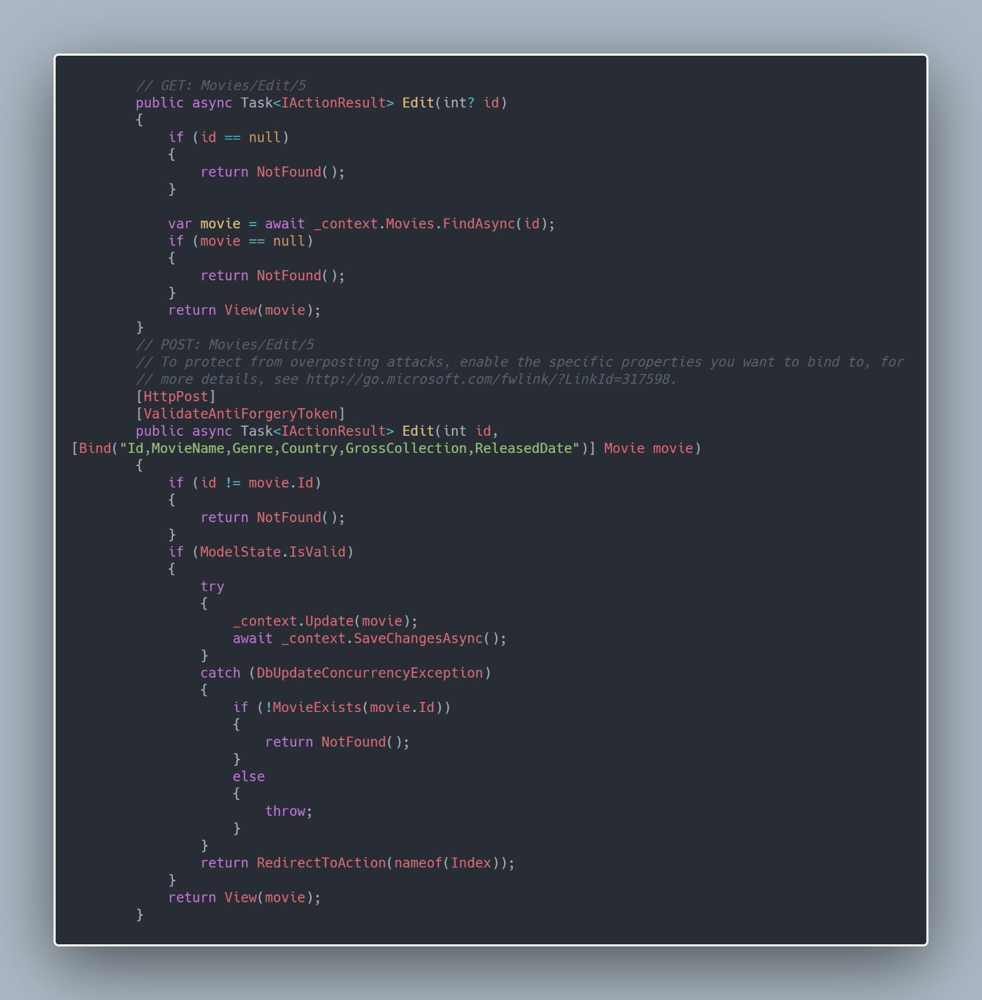 // GET: Movies/Edit/5
public async Task<IActionResult> Edit(int? id)
{
    if (id == null)
    {
        return NotFound();
    }

    var movie = await _context.Movies.FindAsync(id);
    if (movie == null)
    {
        return NotFound();
    }
    return View(movie);
}
// POST: Movies/Edit/5
// To protect from overposting attacks, enable the specific properties you want to bind to, for
// more details, see http://go.microsoft.com/fwlink/?LinkId=317598.
[HttpPost]
[ValidateAntiForgeryToken]
public async Task<IActionResult> Edit(int id,
[Bind("Id,MovieName,Genre,Country,GrossCollection,ReleasedDate")] Movie movie)
{
    if (id != movie.Id)
    {
        return NotFound();
    }
    if (ModelState.IsValid)
    {
        try
        {
            _context.Update(movie);
            await _context.SaveChangesAsync();
        }
        catch (DbUpdateConcurrencyException)
        {
            if (!MovieExists(movie.Id))
            {
                return NotFound();
            }
            else
            {
                throw;
            }
        }
        return RedirectToAction(nameof(Index));
    }
    return View(movie);
}